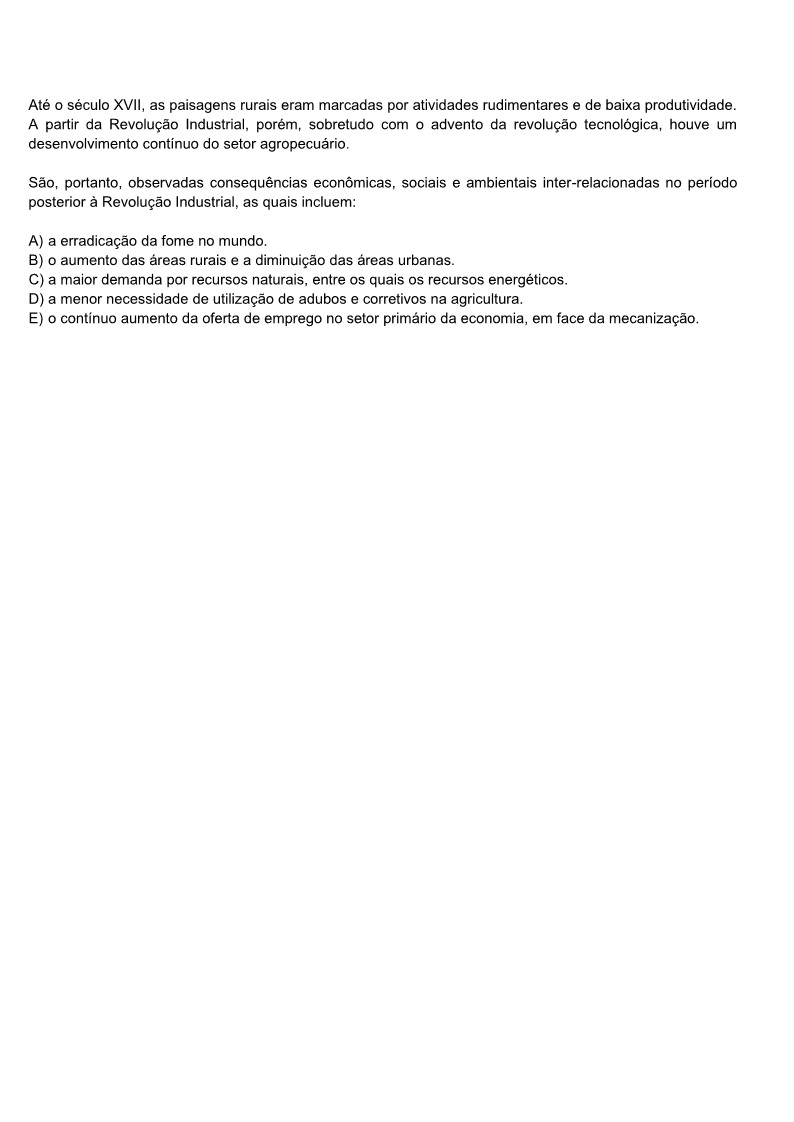 Até o século XVII, as paisagens rurais eram marcadas por atividades rudimentares e de baixa produtividade.
A partir da Revolução Industrial, porém, sobretudo com o advento da revolução tecnológica, houve um
desenvolvimento contínuo do setor agropecuário.
São, portanto, observadas consequências econômicas, sociais e ambientais inter-relacionadas no período
posterior à Revolução Industrial, as quais incluem:
A) a erradicação da fome no mundo.
B) o aumento das áreas rurais e a diminuição das áreas urbanas.
C) a maior demanda por recursos naturais, entre os quais os recursos energéticos.
D) a menor necessidade de utilização de adubos e corretivos na agricultura.
E) o contínuo aumento da oferta de emprego no setor primário da economia, em face da mecanização.